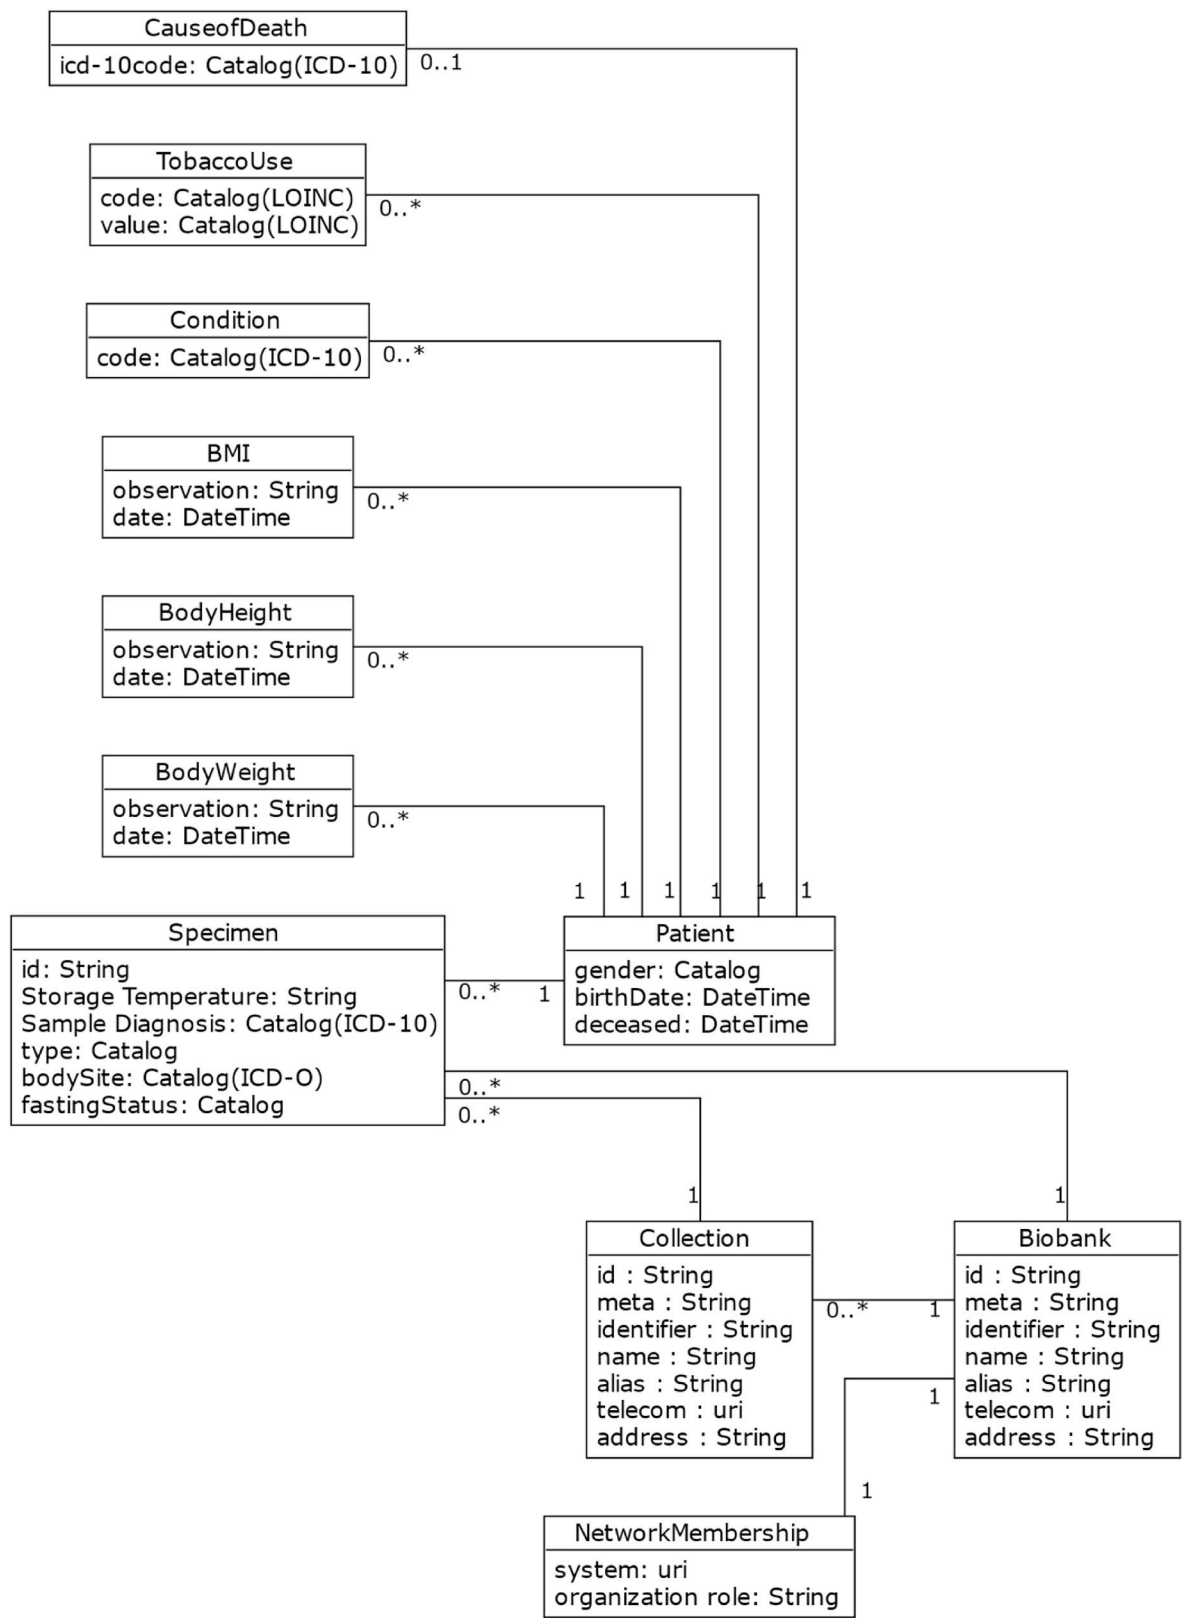 CauseofDeath
icd-10code: Catalog(ICD-10)
0..1
TobaccoUse
code: Catalog(LOINC)
value: Catalog(LOINC)
0..*
Condition
code: Catalog(ICD-10)
0..*
BMI
observation: String
date: DateTime
0..*
BodyHeight
observation: String
date: DateTime
0..*
BodyWeight
observation: String
date: DateTime
0..*
1 1 1 1 1 1
Specimen
id: String
Storage Temperature: String
Sample Diagnosis: Catalog(ICD-10)
type: Catalog
bodySite: Catalog(ICD-O)
fastingStatus: Catalog
0..* 1
Patient
gender: Catalog
birthDate: DateTime
deceased: DateTime
0..*
0..*
1 1
Collection
id : String
meta : String
identifier : String
name : String
alias : String
telecom : uri
address : String
0..* 1
Biobank
id : String
meta : String
identifier : String
name : String
alias : String
telecom : uri
address : String
1
1
NetworkMembership
system: uri
organization role: String